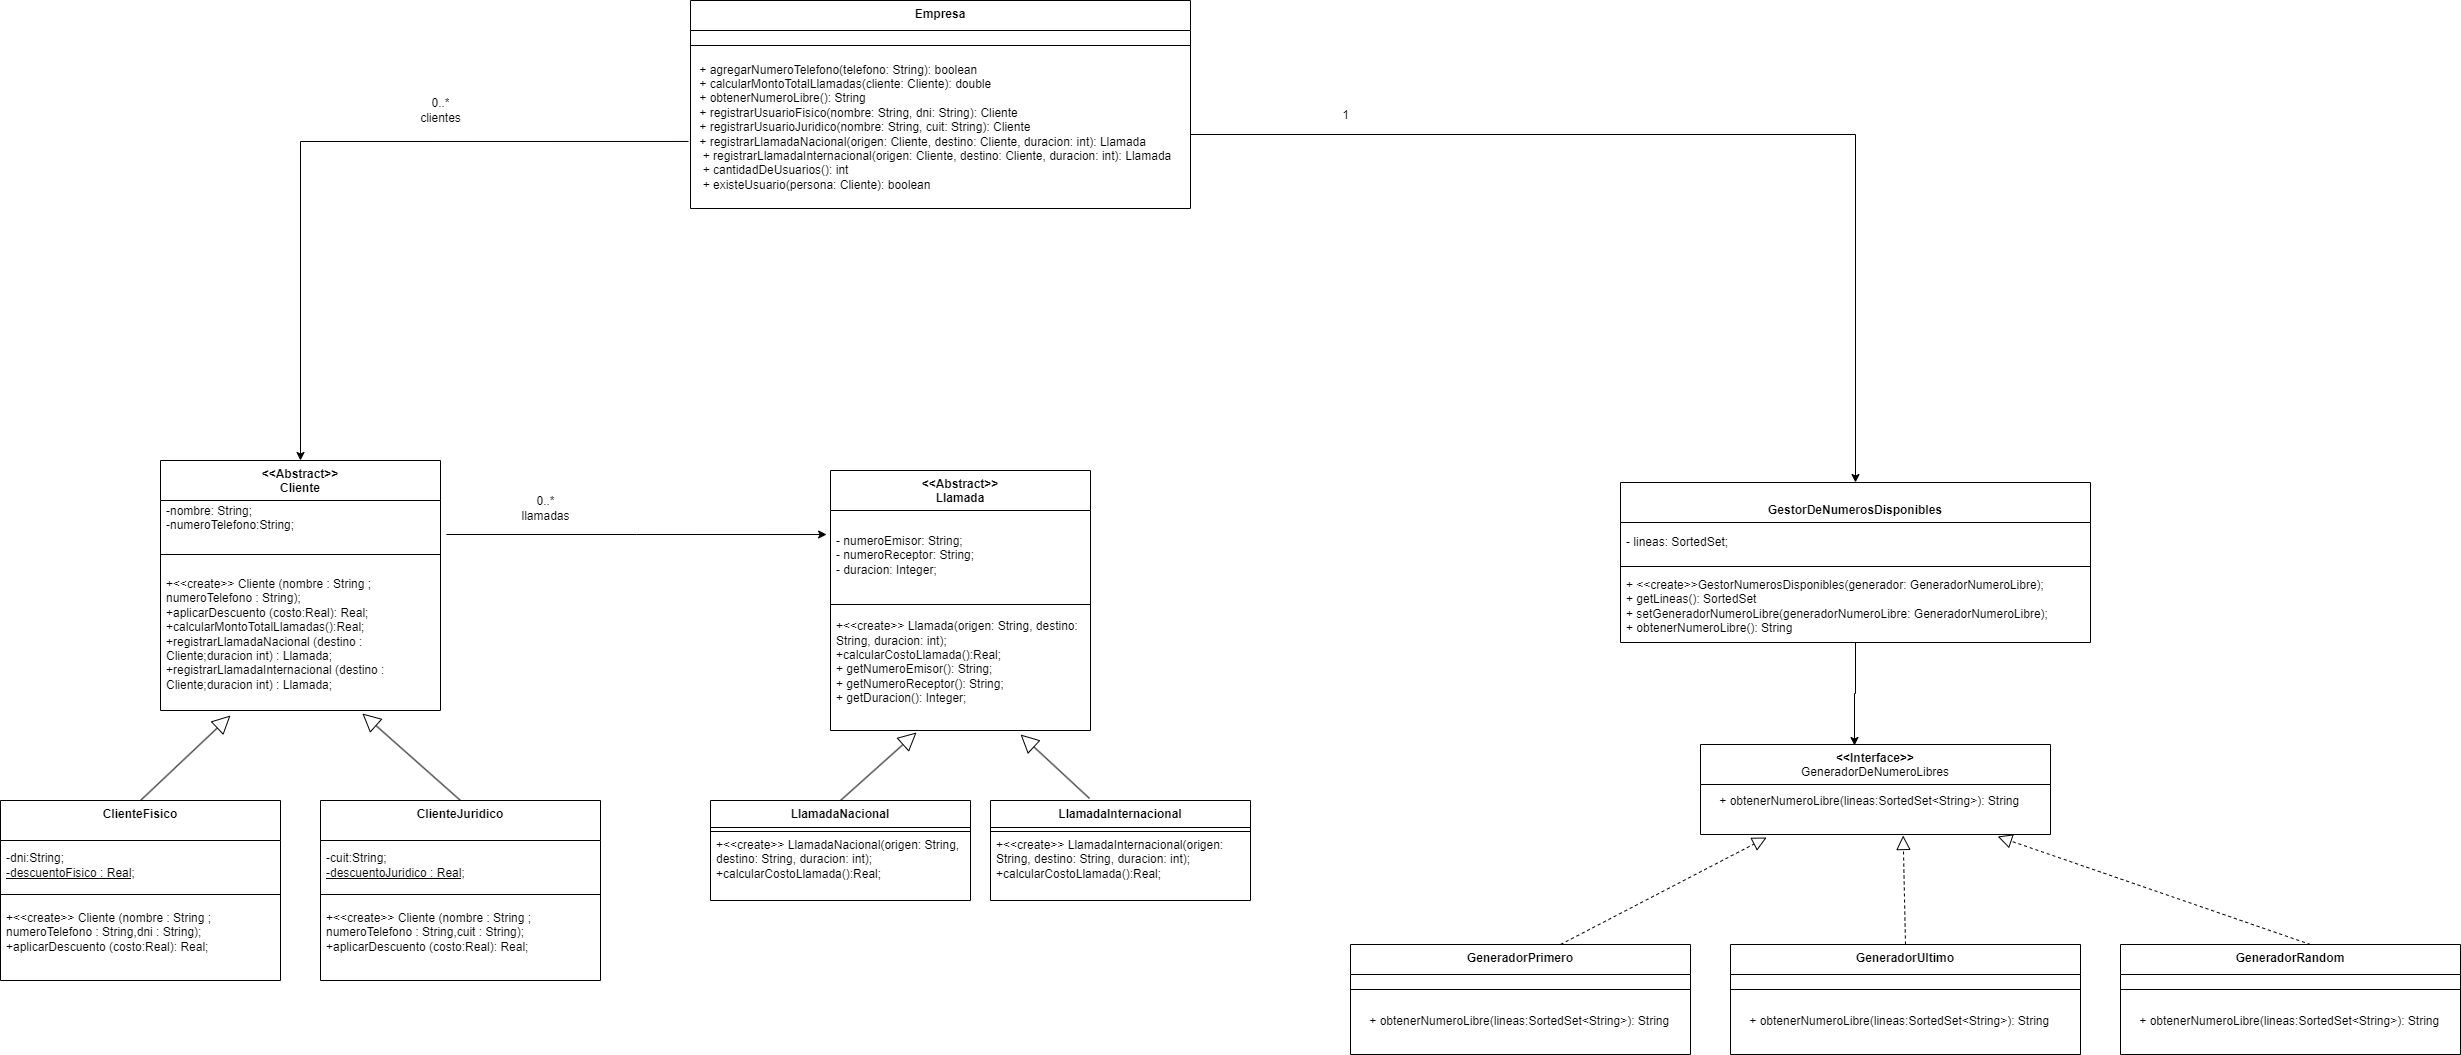 Empresa
+ agregarNumeroTelefono(telefono: String): boolean
+ calcularMontoTotalLlamadas(cliente: Cliente): double
+ obtenerNumeroLibre(): String
+ registrarUsuarioFisico(nombre: String, dni: String): Cliente
+ registrarUsuarioJuridico(nombre: String, cuit: String): Cliente
+ registrarLlamadaNacional(origen: Cliente, destino: Cliente, duracion: int): Llamada
+ registrarLlamadaInternacional(origen: Cliente, destino: Cliente, duracion: int): Llamada
+ cantidadDeUsuarios(): int
+ existeUsuario(persona: Cliente): boolean
0..*
clientes
1
<<Abstract>>
Cliente
-nombre: String;
-numeroTelefono:String;
+<<create>> Cliente (nombre : String ;
numeroTelefono : String);
+aplicarDescuento (costo:Real): Real;
+calcularMontoTotalLlamadas():Real;
+registrarLlamadaNacional (destino :
Cliente;duracion int) : Llamada;
+registrarLlamadaInternacional (destino :
Cliente;duracion int) : Llamada;
0..*
llamadas
<<Abstract>>
Llamada
- numeroEmisor: String;
- numeroReceptor: String;
- duracion: Integer;
+<<create>> Llamada(origen: String, destino:
String, duracion: int);
+calcularCostoLlamada():Real;
+ getNumeroEmisor(): String;
+ getNumeroReceptor(): String;
+ getDuracion(): Integer;
GestorDeNumerosDisponibles
- lineas: SortedSet;
+ <<create>>GestorNumerosDisponibles(generador: GeneradorNumeroLibre);
+ getLineas(): SortedSet
+ setGeneradorNumeroLibre(generadorNumeroLibre: GeneradorNumeroLibre);
+ obtenerNumeroLibre(): String
<<Interface>>
GeneradorDeNumeroLibres
+ obtenerNumeroLibre(lineas:SortedSet<String>): String
ClienteFisico
-dni:String;
-descuentoFisico : Real;
+<<create>> Cliente (nombre : String ;
numeroTelefono : String,dni : String);
+aplicarDescuento (costo:Real): Real;
ClienteJuridico
-cuit:String;
-descuentoJuridico : Real;
+<<create>> Cliente (nombre : String ;
numeroTelefono : String,cuit : String);
+aplicarDescuento (costo:Real): Real;
LlamadaNacional
+<<create>> LlamadaNacional(origen: String,
destino: String, duracion: int);
+calcularCostoLlamada():Real;
LlamadaInternacional
+<<create>> LlamadaInternacional(origen:
String, destino: String, duracion: int);
+calcularCostoLlamada():Real;
GeneradorPrimero
+ obtenerNumeroLibre(lineas:SortedSet<String>): String
GeneradorUltimo
+ obtenerNumeroLibre(lineas:SortedSet<String>): String
GeneradorRandom
+ obtenerNumeroLibre(lineas:SortedSet<String>): String